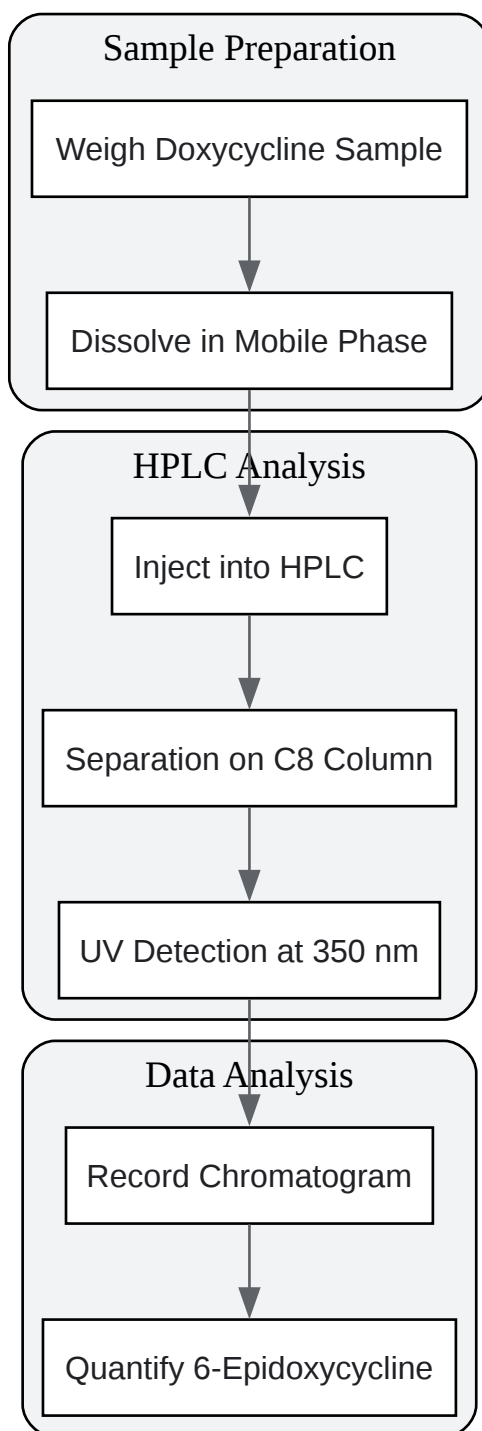 Sample Preparation
Weigh Doxycycline Sample
Dissolve in Mobile Phase
HPLC Analysis
Inject into HPLC
Separation on C8 Column
UV Detection at 350 nm
Data Analysis
Record Chromatogram
Quantify 6-Epidoxycycline